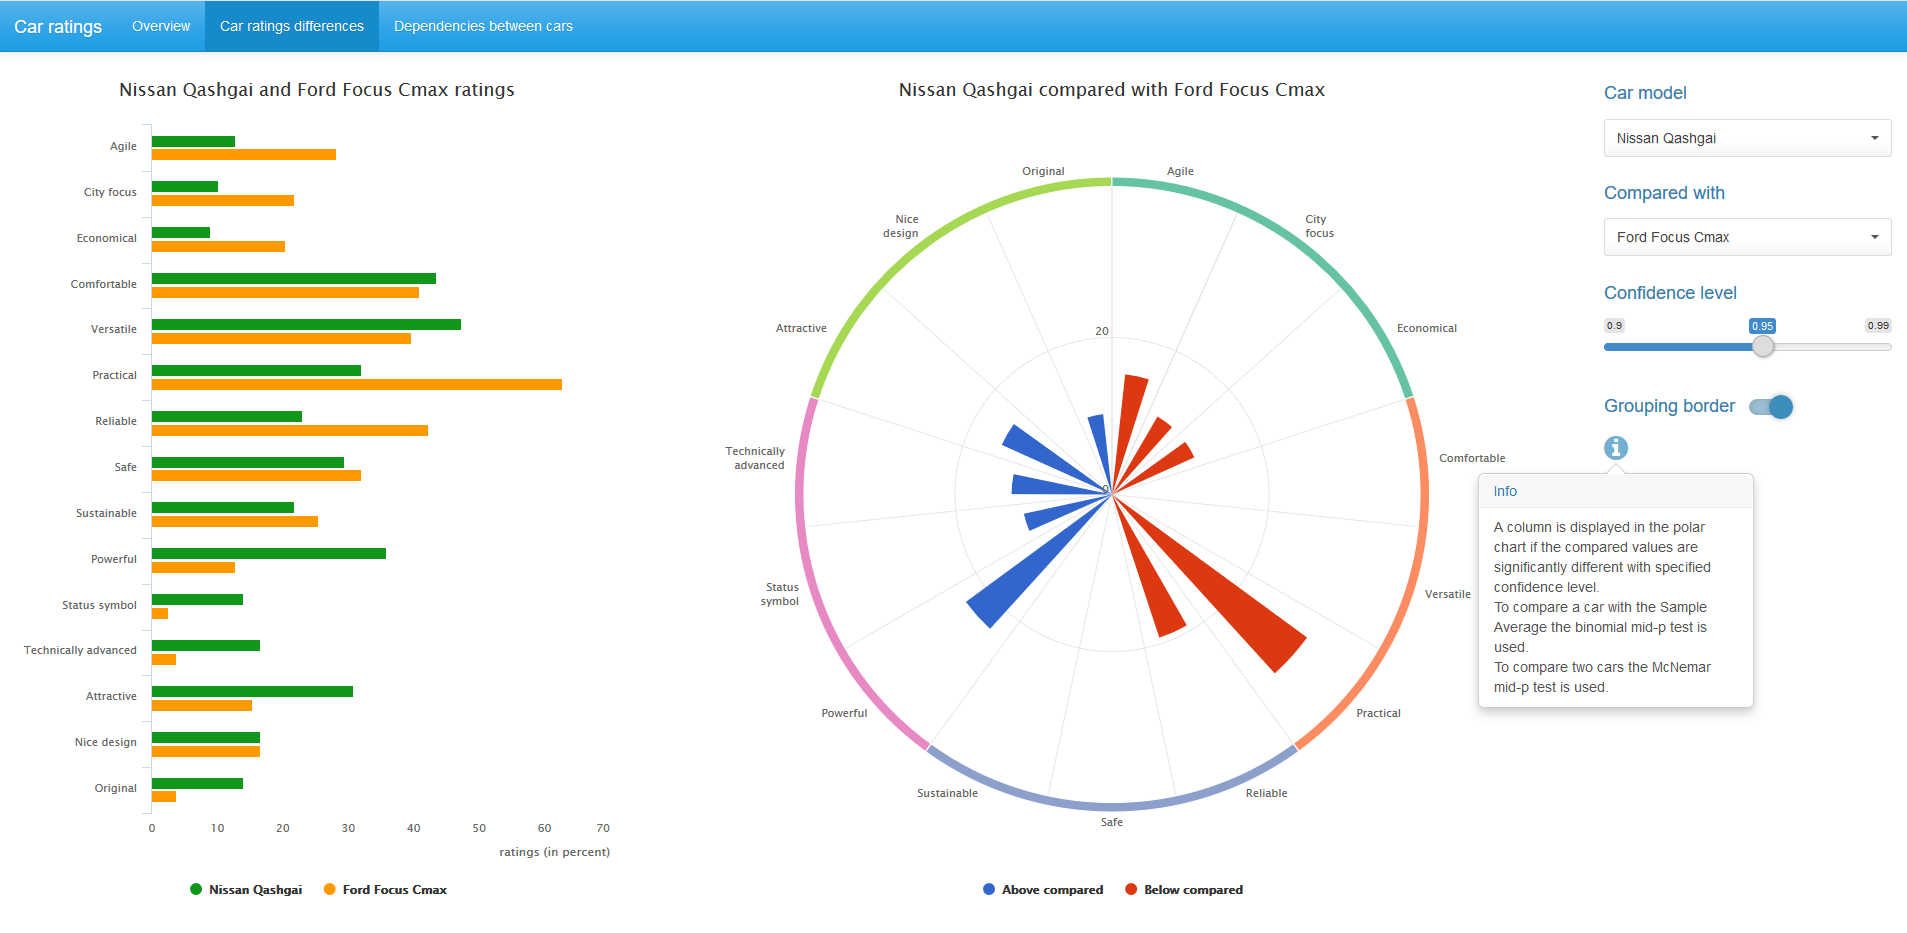 Car ratings
Overview
Car ratings differences
Dependencies between cars
Nissan Qashgai and Ford Focus Cmax ratings
Agile
City focus
Economical
Comfortable
Versatile
Practical
Reliable
Safe
Sustainable
Powerful
Status symbol
Technically advanced
Attractive
Nice design
Original
0 10 20 30 40 50 60 70
ratings (in percent)
Nissan Qashgai
Ford Focus Cmax
Nissan Qashgai compared with Ford Focus Cmax
Original
Agile
Nice
design
City
focus
Attractive
Economical
20
Technically
advanced
Comfortable
0
Status
symbol
Versatile
Powerful
Practical
Sustainable
Reliable
Safe
Above compared
Below compared
Car model
Nissan Qashgai
Compared with
Ford Focus Cmax
Confidence level
0.9
0.95
0.99
Grouping border
Info
A column is displayed in the polar
chart if the compared values are
significantly different with specified
confidence level.
To compare a car with the Sample
Average the binomial mid-p test is
used.
To compare two cars the McNemar
mid-p test is used.